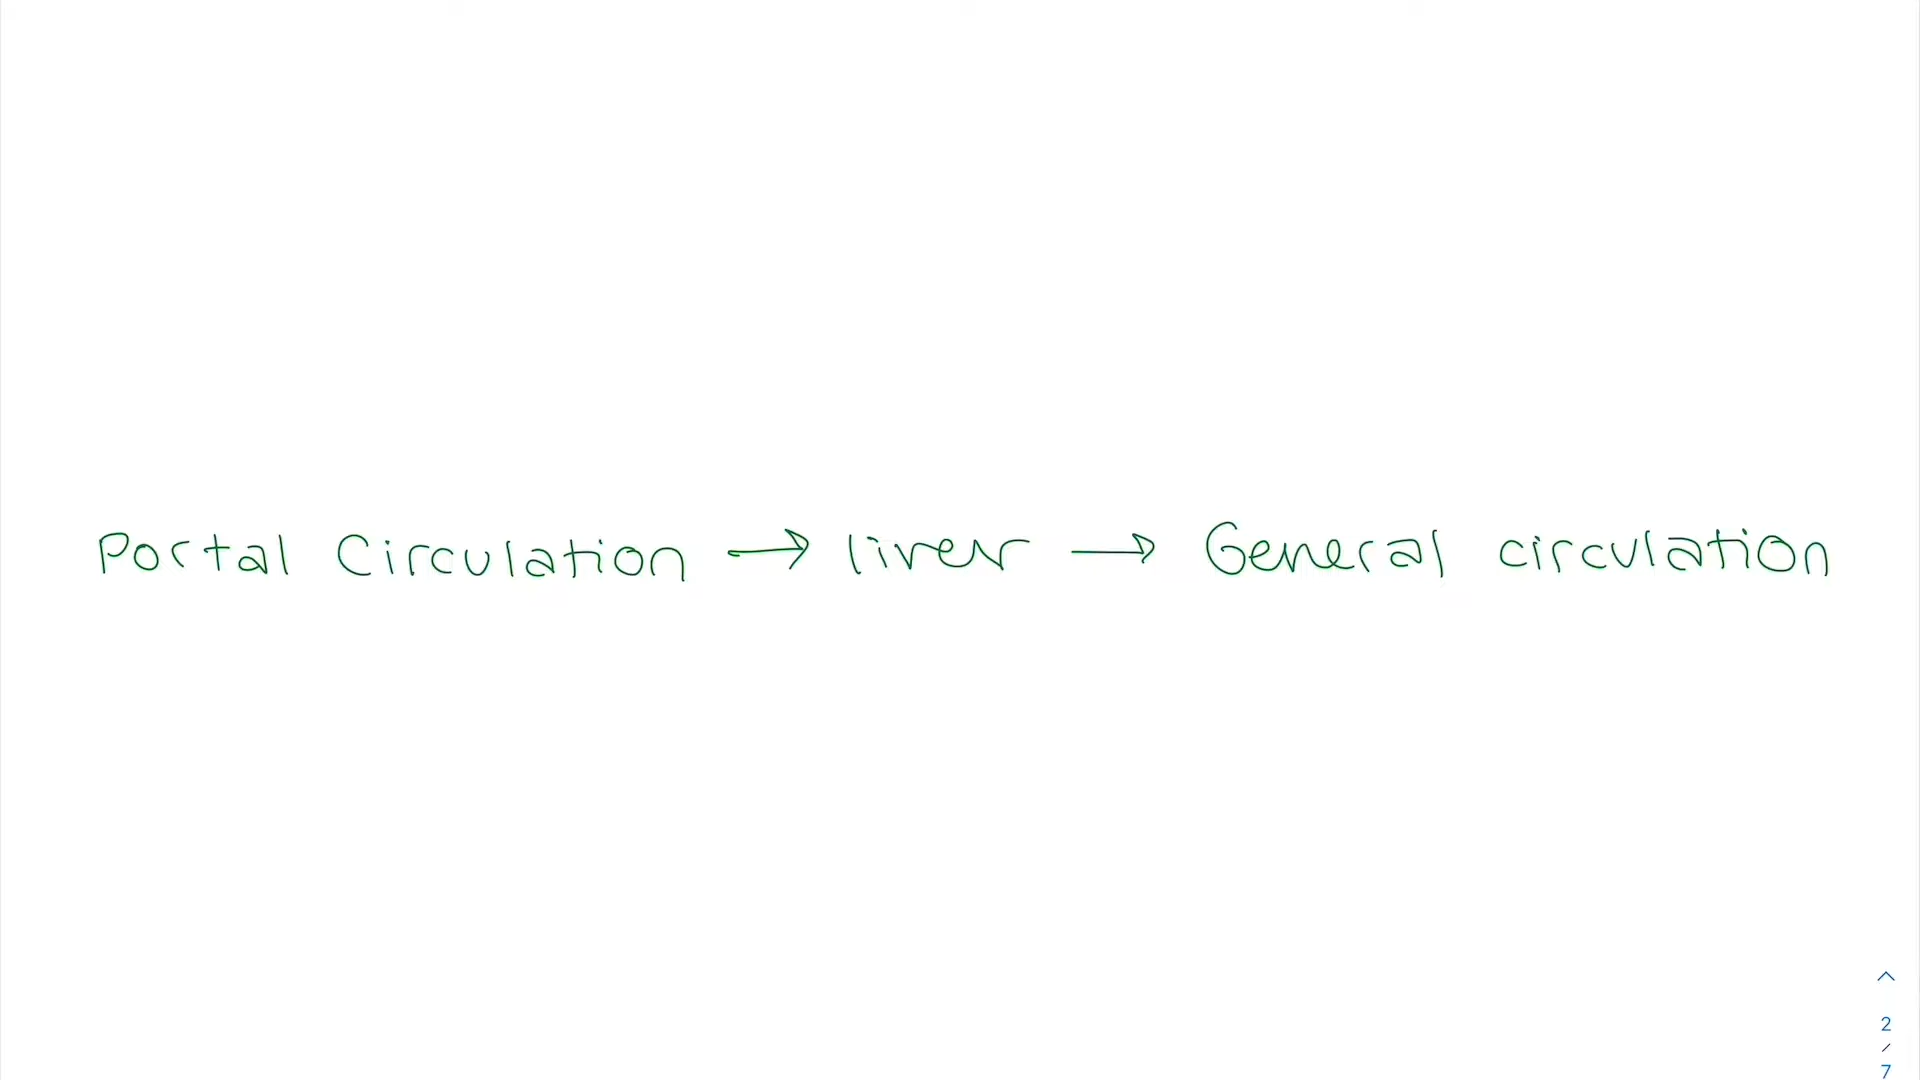 Portal Circulation → liver → General circulation
2
/
7